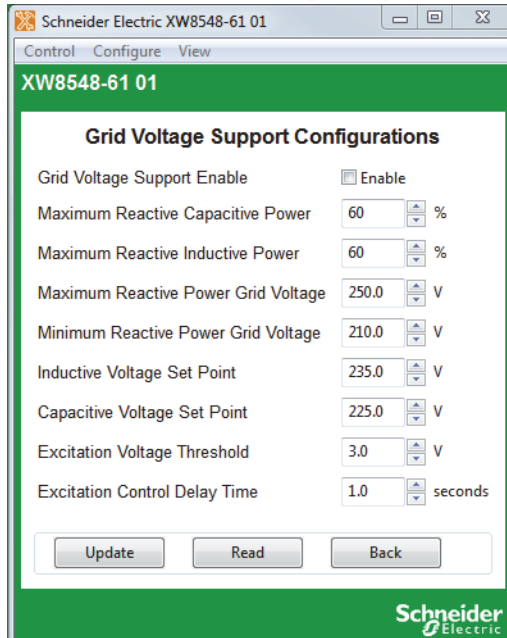 Schneider Electric XW8548-61 01
Control Configure View
XW8548-61 01
Grid Voltage Support Configurations
Grid Voltage Support Enable Enable
Maximum Reactive Capacitive Power 60 %
Maximum Reactive Inductive Power 60 %
Maximum Reactive Power Grid Voltage 250.0 V
Minimum Reactive Power Grid Voltage 210.0 V
Inductive Voltage Set Point 235.0 V
Capacitive Voltage Set Point 225.0 V
Excitation Voltage Threshold 3.0 V
Excitation Control Delay Time 1.0 seconds
Update Read Back
Schneider
Electric